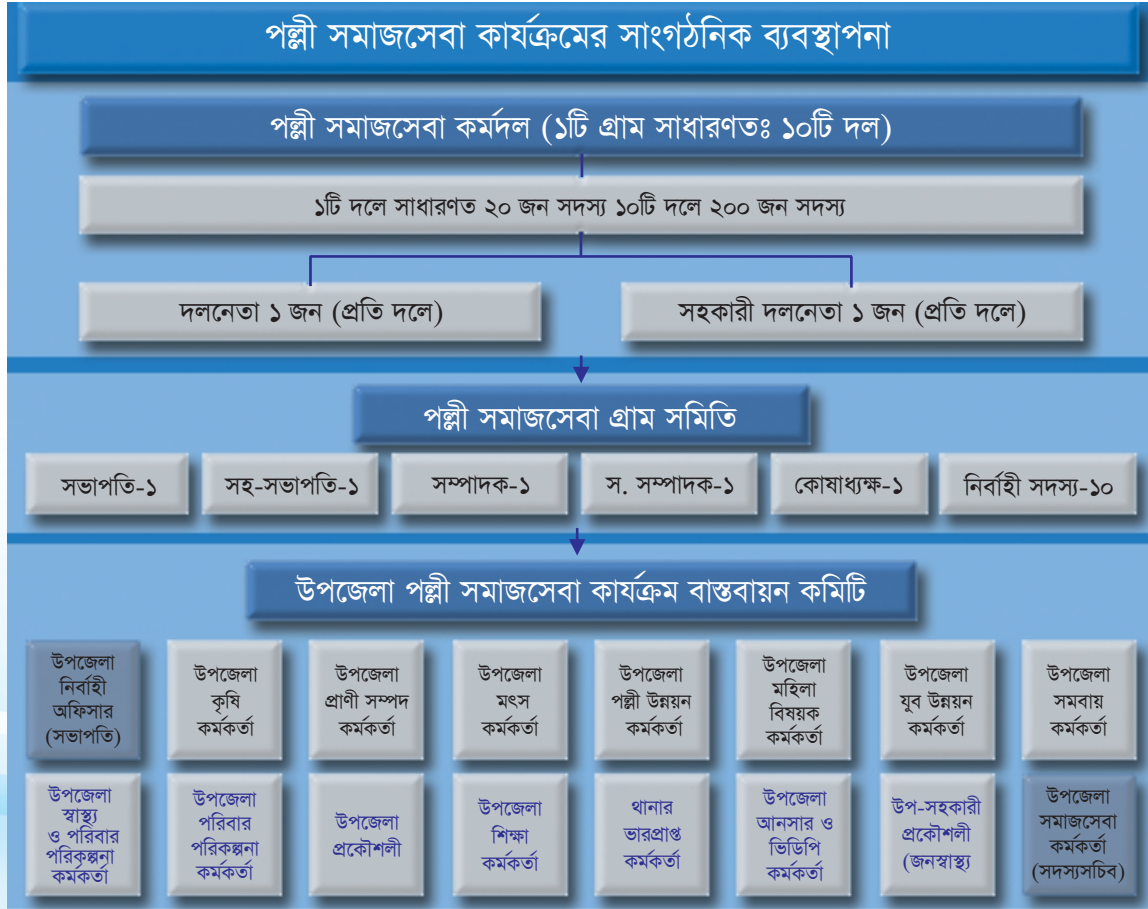 পল্লী সমাজসেবা কার্যক্রমের সাংগঠনিক ব্যবস্থাপনা
পল্লী সমাজসেবা কর্মদল (১টি গ্রাম সাধারণতঃ ১০টি দল)
১টি দলে সাধারণত ২০ জন সদস্য ১০টি দলে ২০০ জন সদস্য
দলনেতা ১ জন (প্রতি দলে)
সহকারী দলনেতা ১ জন (প্রতি দলে)
পল্লী সমাজসেবা গ্রাম সমিতি
সভাপতি-১
সহ-সভাপতি-১
সম্পাদক-১
স. সম্পাদক-১
কোষাধ্যক্ষ-১
নির্বাহী সদস্য-১০
উপজেলা পল্লী সমাজসেবা কার্যক্রম বাস্তবায়ন কমিটি
উপজেলা
নির্বাহী
অফিসার
(সভাপতি)
উপজেলা
কৃষি
কর্মকর্তা
উপজেলা
প্রাণী সম্পদ
কর্মকর্তা
উপজেলা
মৎস
কর্মকর্তা
উপজেলা
পল্লী উন্নয়ন
কর্মকর্তা
উপজেলা
মহিলা
বিষয়ক
কর্মকর্তা
উপজেলা
যুব উন্নয়ন
কর্মকর্তা
উপজেলা
সমবায়
কর্মকর্তা
উপজেলা
স্বাস্থ্য
ও পরিবার
পরিকল্পনা
কর্মকর্তা
উপজেলা
পরিবার
পরিকল্পনা
কর্মকর্তা
উপজেলা
প্রকৌশলী
উপজেলা
শিক্ষা
কর্মকর্তা
থানার
ভারপ্রাপ্ত
কর্মকর্তা
উপজেলা
আনসার ও
ভিডিপি
কর্মকর্তা
উপ-সহকারী
প্রকৌশলী
(জনস্বাস্থ্য
উপজেলা
সমাজসেবা
কর্মকর্তা
(সদস্যসচিব)